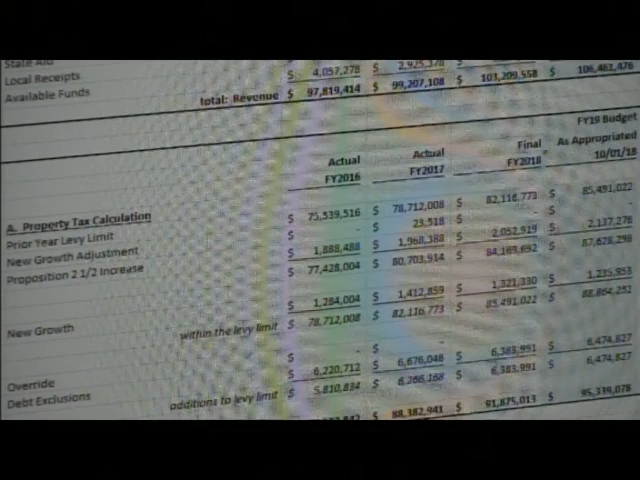 State Aid
Local Receipts $ 4,057,278 $ 2,925,378
Available Funds total: Revenue $ 97,819,414 $ 99,207,108 $ 103,209,558 $ 106,461,476
FY19 Budget
Actual Actual Final As Appropriated
FY2016 FY2017 FY2018 10/01/18
A. Property Tax Calculation
Prior Year Levy Limit $ 75,539,516 $ 78,712,008 $ 82,116,773 $ 85,491,022
New Growth Adjustment $ - $ 23,518 $ - -
Proposition 2 1/2 Increase $ 1,888,488 $ 1,968,388 $ 2,052,919 $ 2,137,276
$ 77,428,004 $ 80,703,914 $ 84,169,692 $ 87,628,298
New Growth $ 1,284,004 $ 1,412,859 $ 1,321,330 $ 1,235,953
within the levy limit $ 78,712,008 $ 82,116,773 $ 85,491,022 $ 88,864,251
Override $ - $
Debt Exclusions $ 6,220,712 $ 6,676,046 $ 6,383,991 $ 6,474,827
additions to levy limit $ 5,810,834 $ 6,266,168 $ 6,383,991 $ 6,474,827
$ 88,382,941 $ 91,875,013 $ 95,339,078